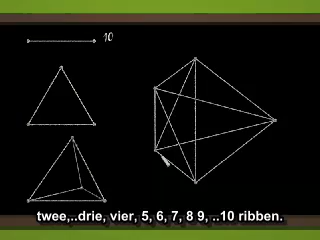 10
twee,..drie, vier, 5, 6, 7, 8 9, ..10 ribben.